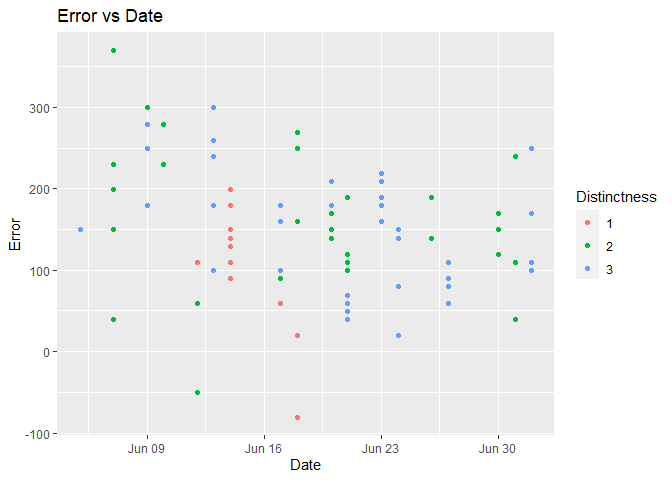 Error vs Date
Error
300
200
100
0
-100
Jun 09
Jun 16
Jun 23
Jun 30
Date
Distinctness
1
2
3